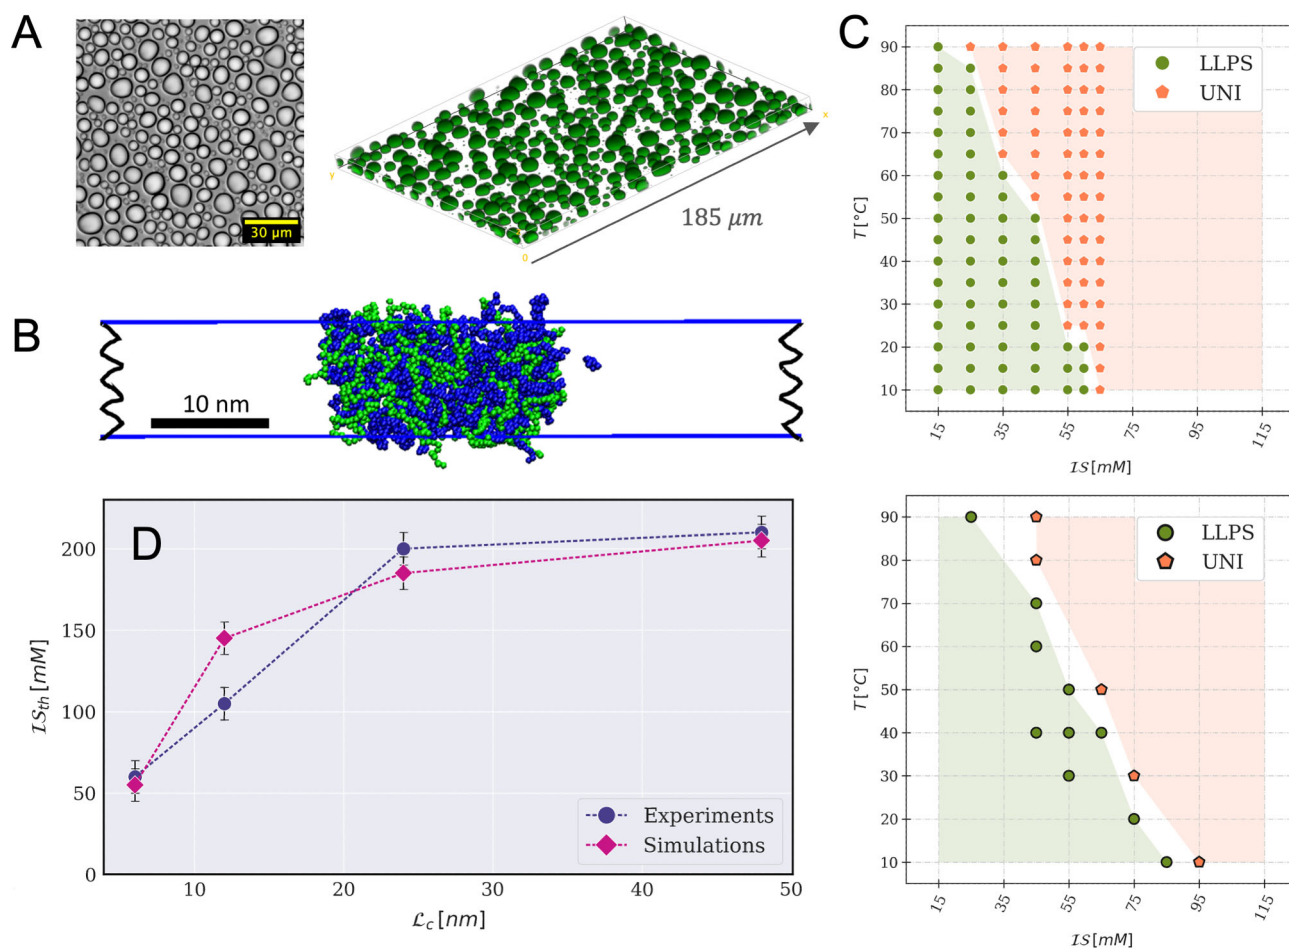 A
30 μm
y
x
0
185 μm
B
10 nm
C
LLPS
UNI
90
80
70
60
50
40
30
20
10
T [°C]
15
35
55
75
95
115
IS [mM]
D
200
150
100
50
0
IS_th [mM]
10
20
30
40
50
L_c [nm]
Experiments
Simulations
LLPS
UNI
90
80
70
60
50
40
30
20
10
T [°C]
15
35
55
75
95
115
IS [mM]